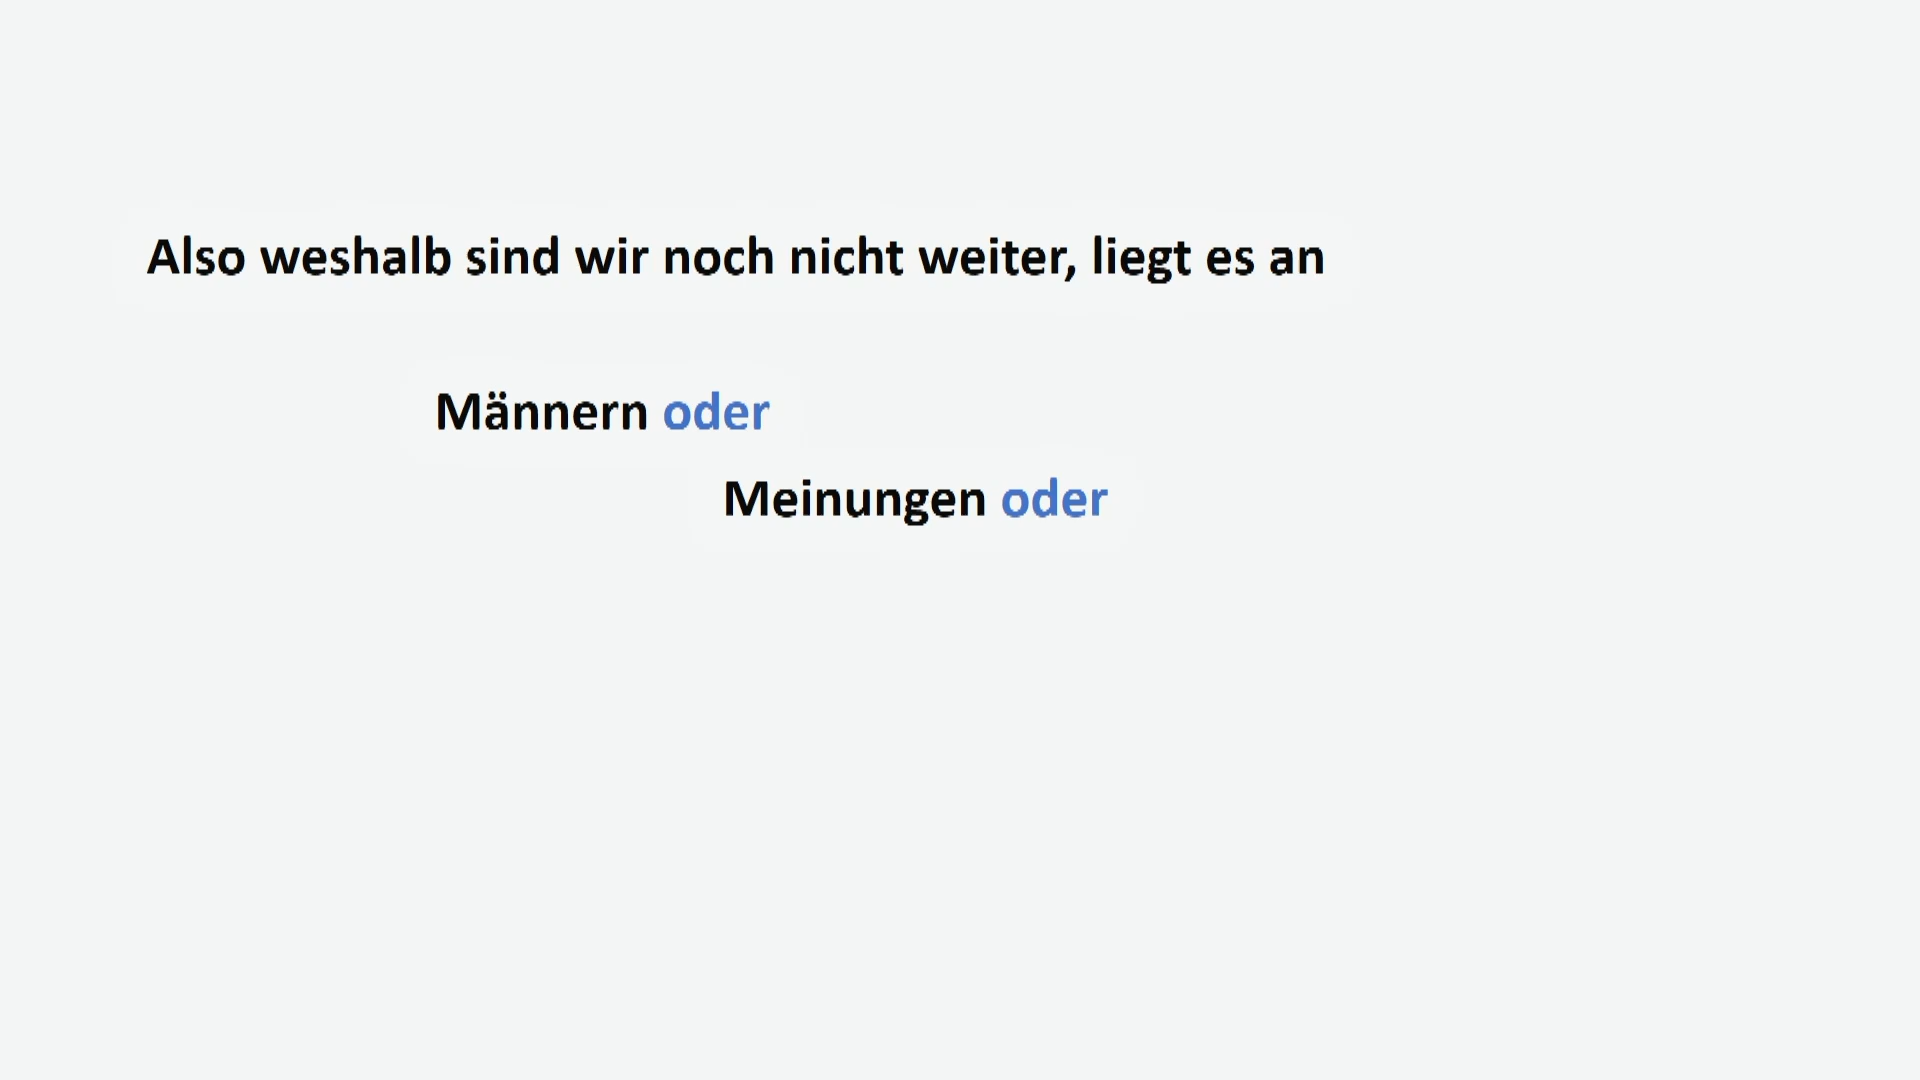 Also weshalb sind wir noch nicht weiter, liegt es an
Männern oder
Meinungen oder